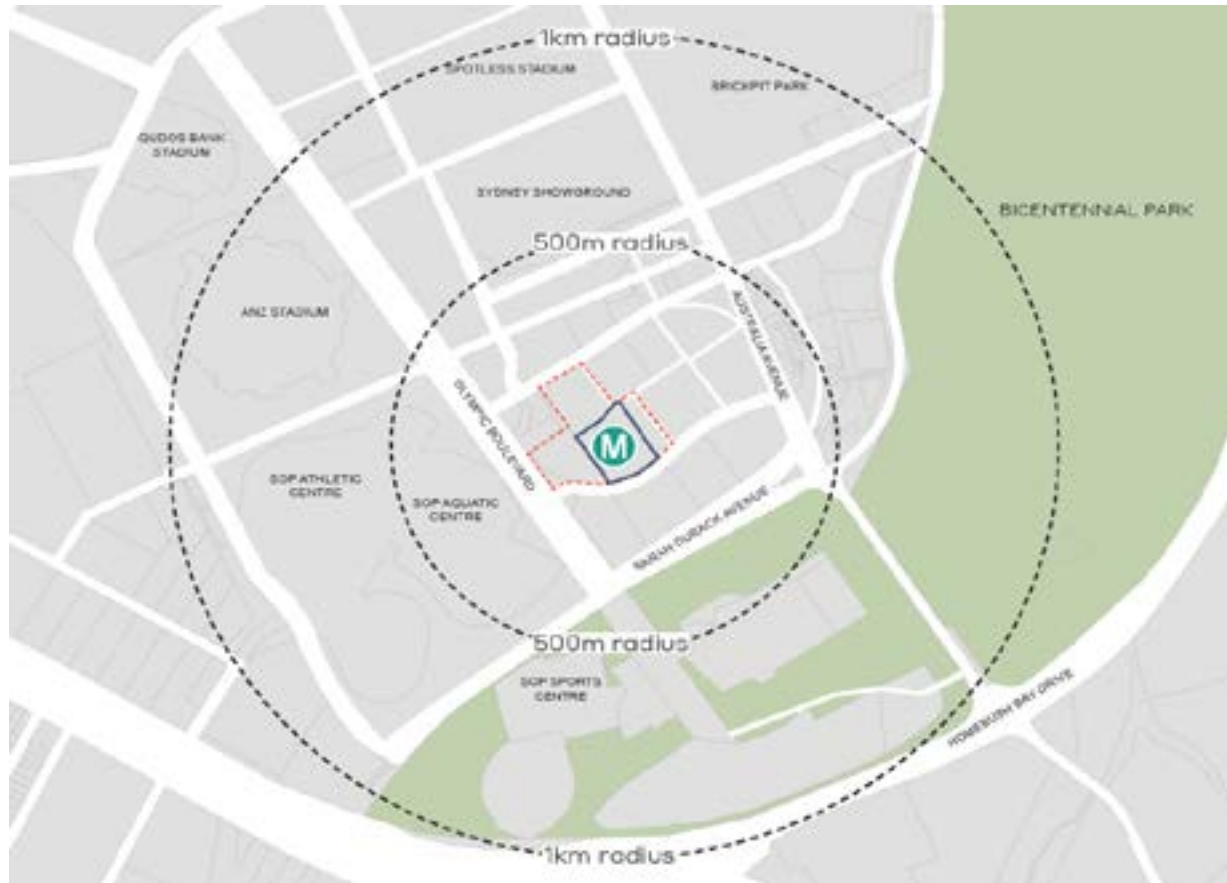 1km radius
SPOTLESS STADIUM
BRICKPIT PARK
QUDOS BANK
STADIUM
SYDNEY SHOWGROUND
BICENTENNIAL PARK
500m radius
ANZ STADIUM
AUSTRALIA AVENUE
OLYMPIC BOULEVARD
M
SOP ATHLETIC
CENTRE
SOP AQUATIC
CENTRE
SARAH DURACK AVENUE
500m radius
SOP SPORTS
CENTRE
HOMEBUSH BAY DRIVE
1km radius